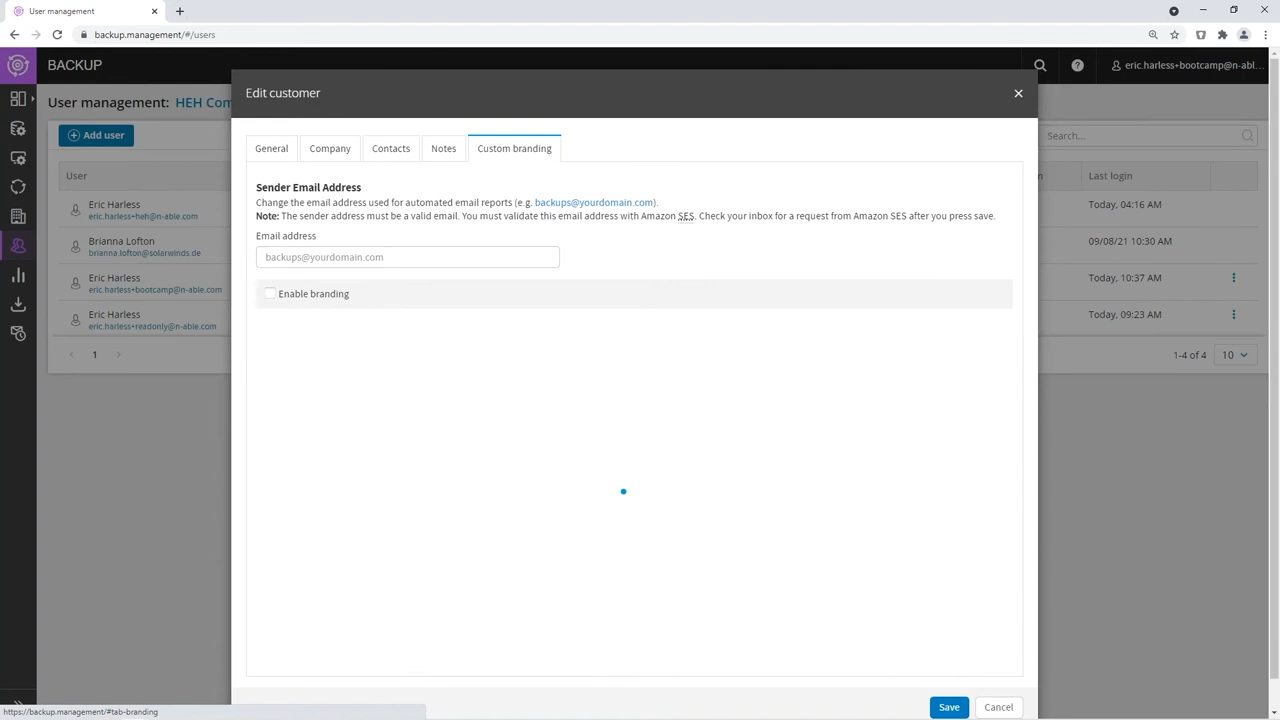 User management
backup.management/#/users
BACKUP
eric.harless+bootcamp@n-abl...
User management: HEH Com
Edit customer
Add user
Search...
General
Company
Contacts
Notes
Custom branding
User
n
Last login
Sender Email Address
Change the email address used for automated email reports (e.g. backups@yourdomain.com).
Note: The sender address must be a valid email. You must validate this email address with Amazon SES. Check your inbox for a request from Amazon SES after you press save.
Email address
backups@yourdomain.com
Enable branding
Eric Harless
eric.harless+heh@n-able.com
Today, 04:16 AM
Brianna Lofton
brianna.lofton@solarwinds.de
09/08/21 10:30 AM
Eric Harless
eric.harless+bootcamp@n-able.com
Today, 10:37 AM
Eric Harless
eric.harless+readonly@n-able.com
Today, 09:23 AM
1
1-4 of 4
10
Save
Cancel
https://backup.management/#tab-branding